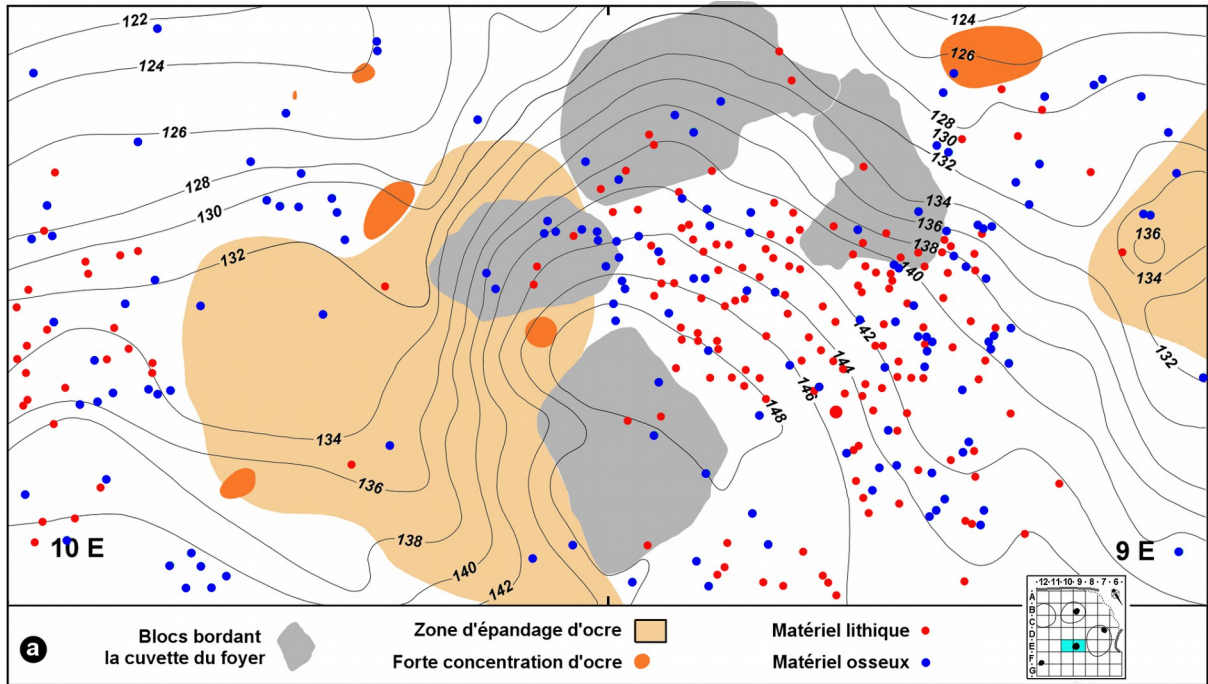 122
124
124
126
126
128
128
130
130
132
132
134
136
138
140
136
134
132
142
144
146
148
134
136
138
140
142
10 E
9 E
a
Blocs bordant
la cuvette du foyer
Zone d'épandage d'ocre
Forte concentration d'ocre
Matériel lithique
Matériel osseux
12 11 10 9 8 7 6
A
B
C
D
E
F
G